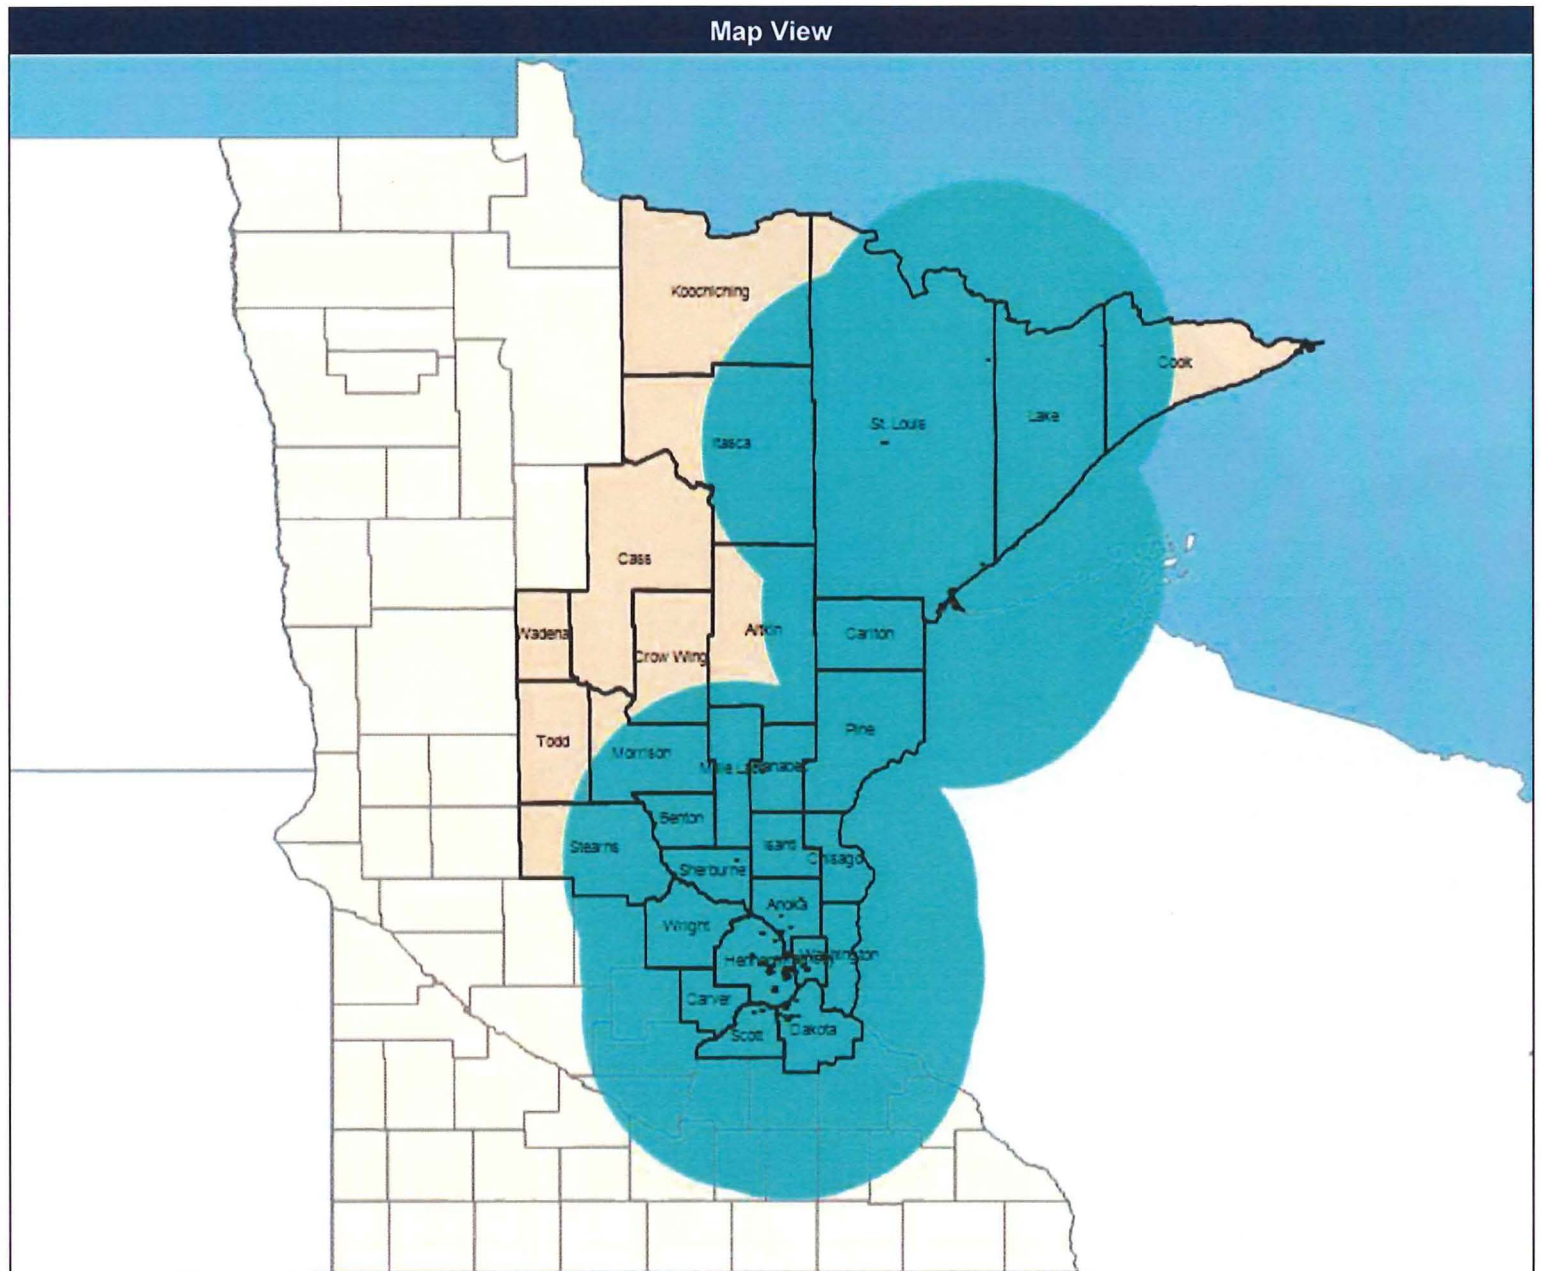 Map View
Koochiching
Cook
Lake
St. Louis
Itasca
Cass
Wadena
Aitkin
Carlton
Crow Wing
Pine
Todd
Morrison
Benton
Stearns
Isanti
Chisago
Sherburne
Anoka
Wright
Washington
Carver
Scott
Dakota